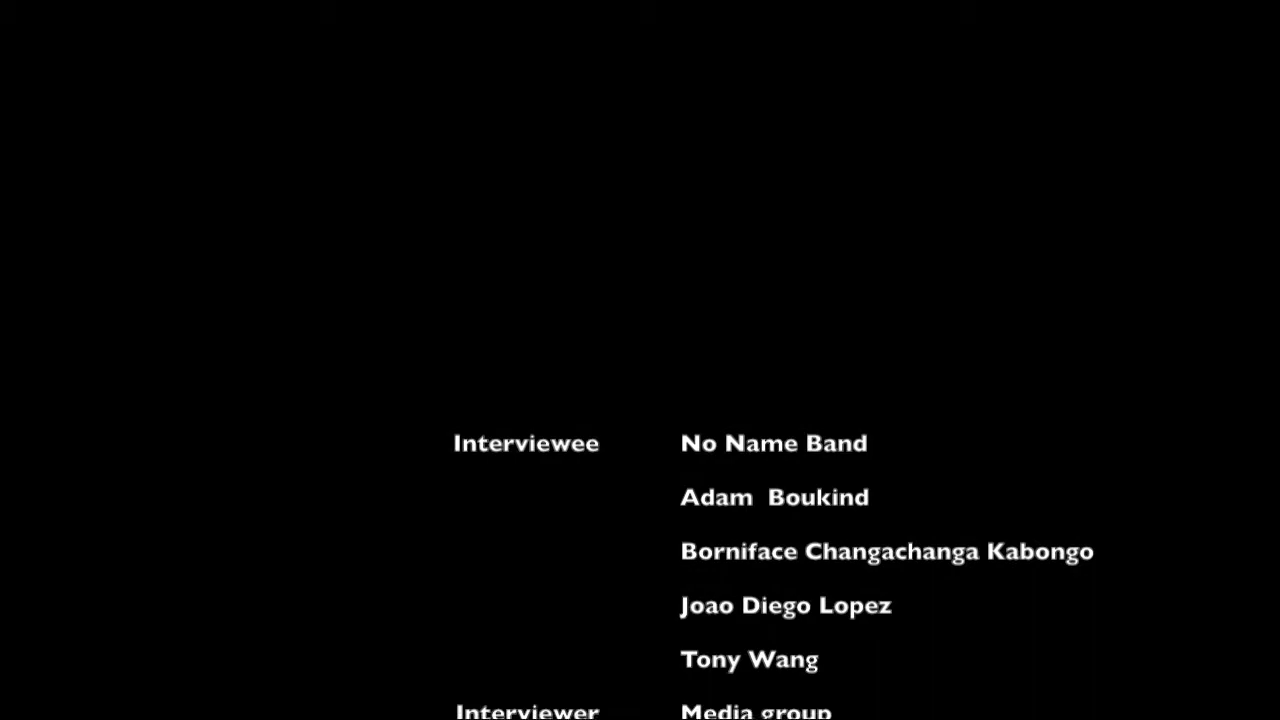 Interviewee No Name Band
Adam Boukind
Borniface Changachanga Kabongo
Joao Diego Lopez
Tony Wang
Interviewer Media group